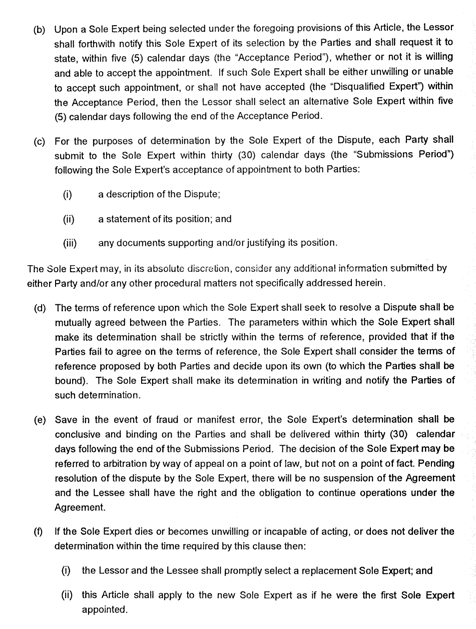 (b) Upon a Sole Expert being selected under the foregoing provisions of this Article, the Lessor
shall forthwith notify this Sole Expert of its selection by the Parties and shall request it to
state, within five (5) calendar days (the "Acceptance Period"), whether or not it is willing
and able to accept the appointment. If such Sole Expert shall be either unwilling or unable
to accept such appointment, or shall not have accepted (the "Disqualified Expert") within
the Acceptance Period, then the Lessor shall select an alternative Sole Expert within five
(5) calendar days following the end of the Acceptance Period.
(c) For the purposes of determination by the Sole Expert of the Dispute, each Party shall
submit to the Sole Expert within thirty (30) calendar days (the "Submissions Period")
following the Sole Expert's acceptance of appointment to both Parties:
(i) a description of the Dispute;
(ii) a statement of its position; and
(iii) any documents supporting and/or justifying its position.
The Sole Expert may, in its absolute discretion, consider any additional information submitted by
either Party and/or any other procedural matters not specifically addressed herein.
(d) The terms of reference upon which the Sole Expert shall seek to resolve a Dispute shall be
mutually agreed between the Parties. The parameters within which the Sole Expert shall
make its determination shall be strictly within the terms of reference, provided that if the
Parties fail to agree on the terms of reference, the Sole Expert shall consider the terms of
reference proposed by both Parties and decide upon its own (to which the Parties shall be
bound). The Sole Expert shall make its determination in writing and notify the Parties of
such determination.
(e) Save in the event of fraud or manifest error, the Sole Expert's determination shall be
conclusive and binding on the Parties and shall be delivered within thirty (30) calendar
days following the end of the Submissions Period. The decision of the Sole Expert may be
referred to arbitration by way of appeal on a point of law, but not on a point of fact. Pending
resolution of the dispute by the Sole Expert, there will be no suspension of the Agreement
and the Lessee shall have the right and the obligation to continue operations under the
Agreement.
(f) If the Sole Expert dies or becomes unwilling or incapable of acting, or does not deliver the
determination within the time required by this clause then:
(i) the Lessor and the Lessee shall promptly select a replacement Sole Expert; and
(ii) this Article shall apply to the new Sole Expert as if he were the first Sole Expert
appointed.